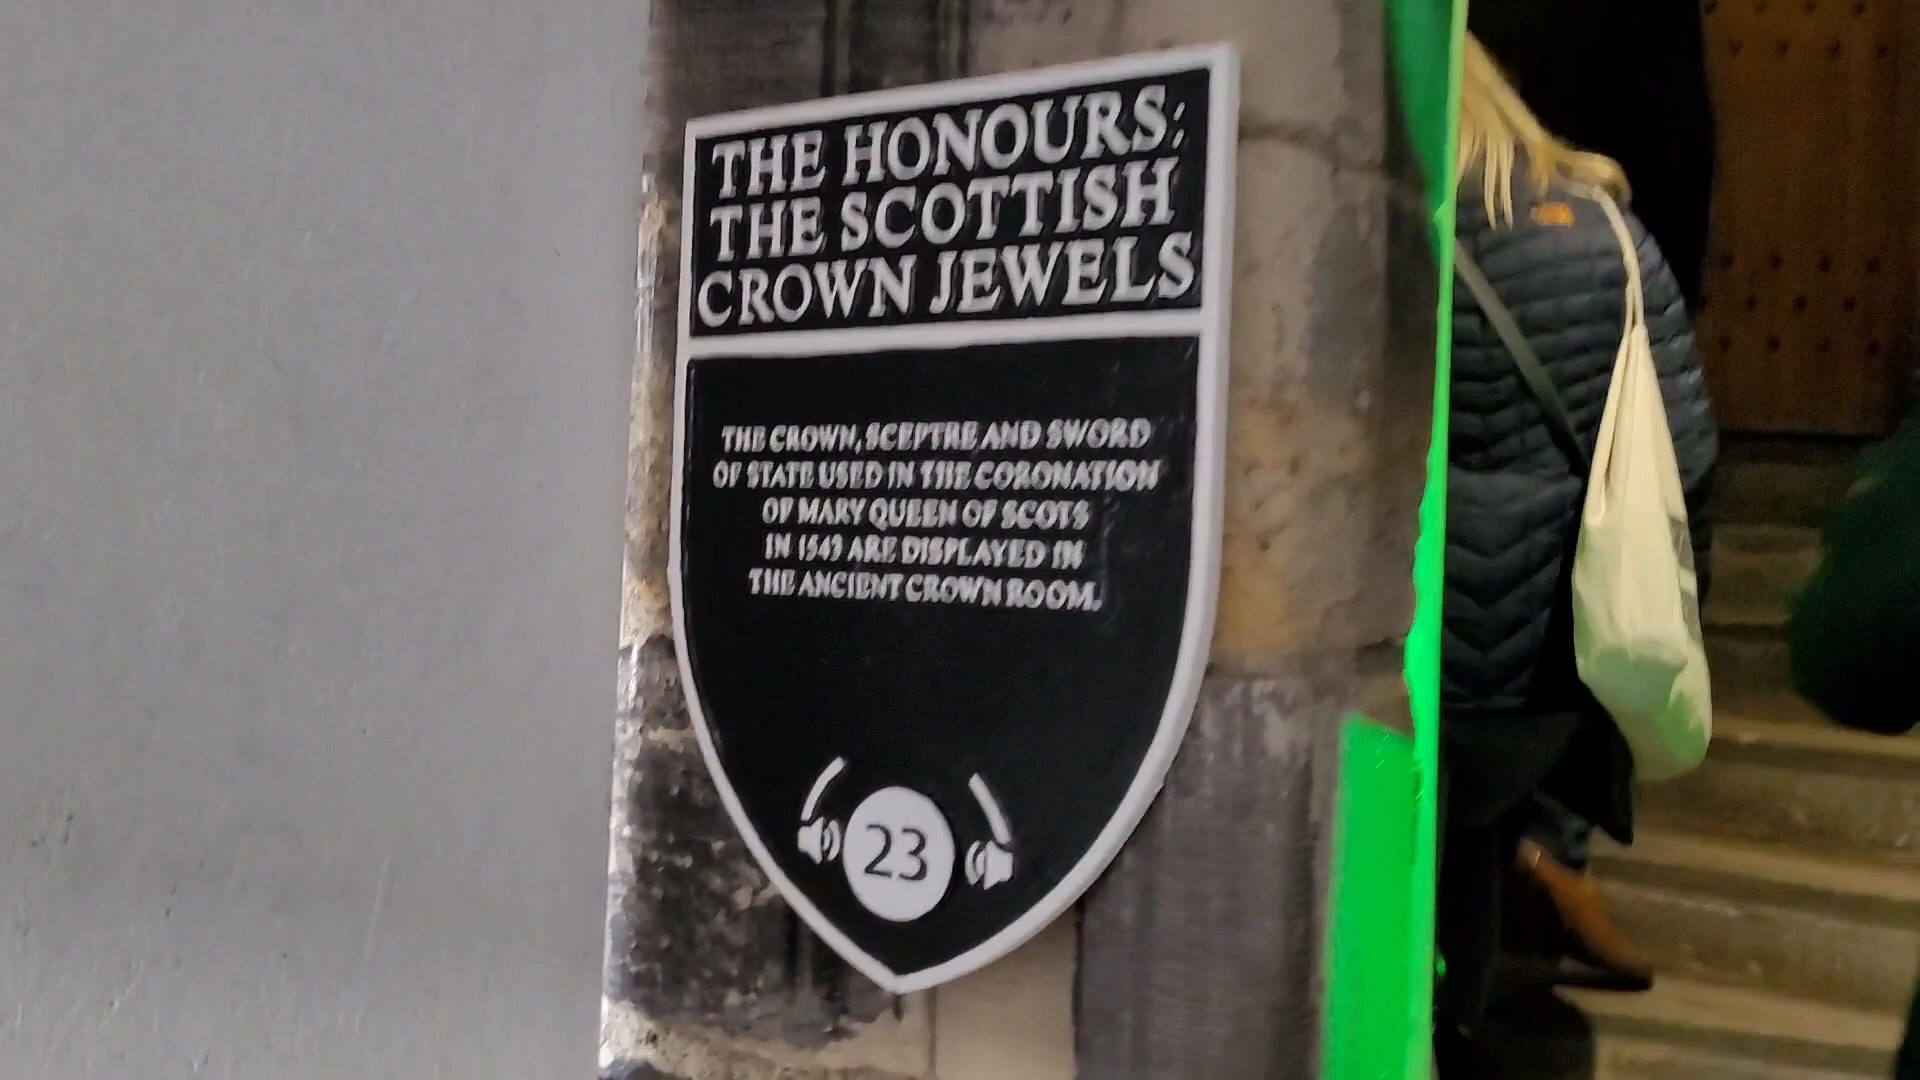 THE HONOURS:
THE SCOTTISH
CROWN JEWELS
THE CROWN, SCEPTRE AND SWORD
OF STATE USED IN THE CORONATION
OF MARY QUEEN OF SCOTS
IN 1543 ARE DISPLAYED IN
THE ANCIENT CROWN ROOM.
23